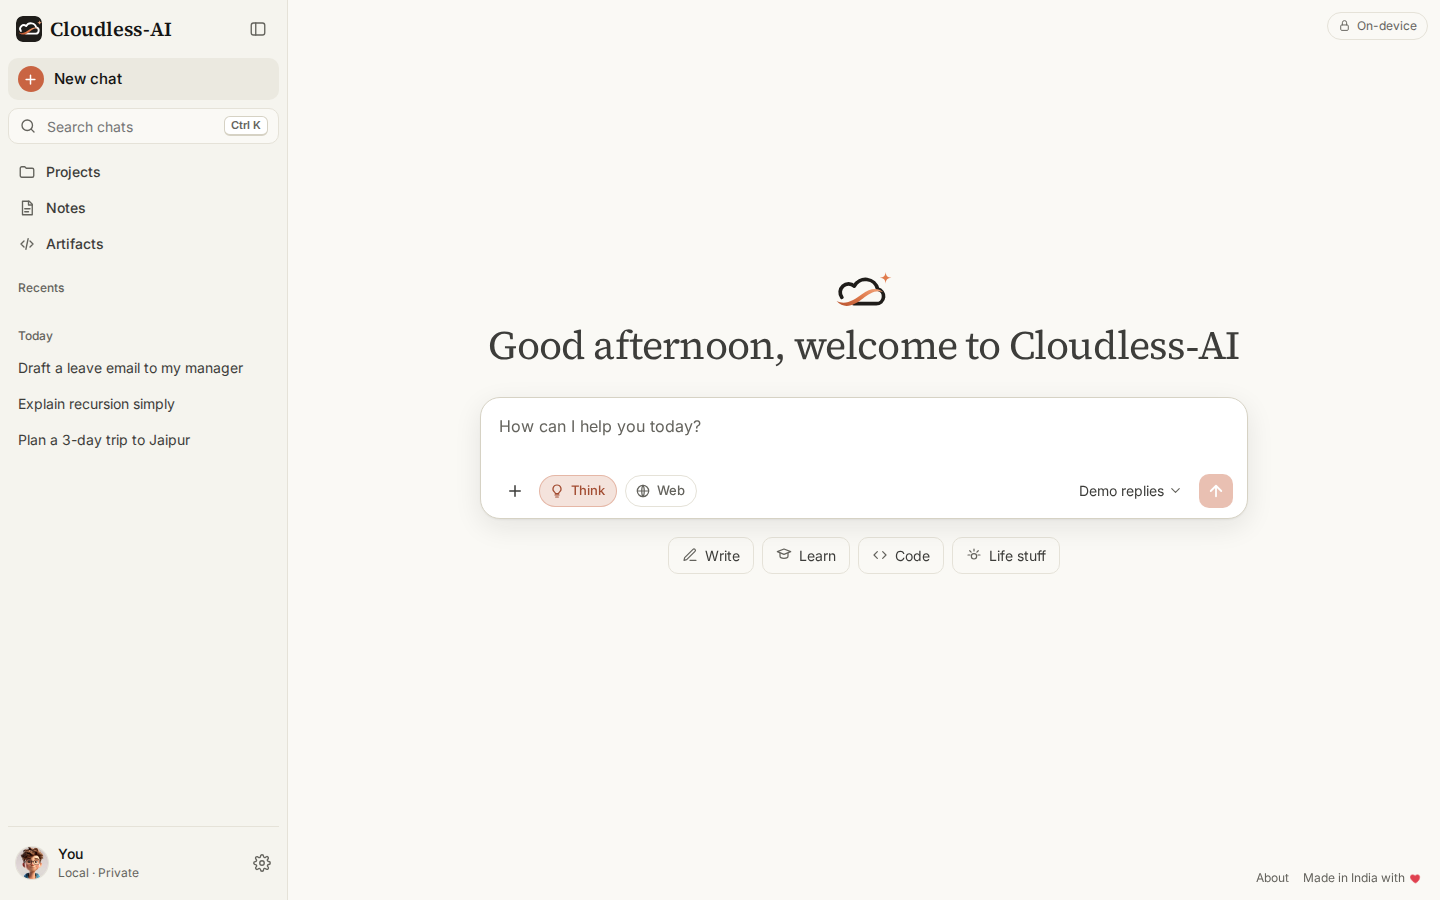 Cloudless-AI
New chat
Search chats
Ctrl K
Projects
Notes
Artifacts
Recents
Today
Draft a leave email to my manager
Explain recursion simply
Plan a 3-day trip to Jaipur
You
Local · Private
On-device
Good afternoon, welcome to Cloudless-AI
How can I help you today?
Think
Web
Demo replies
Write
Learn
Code
Life stuff
About
Made in India with